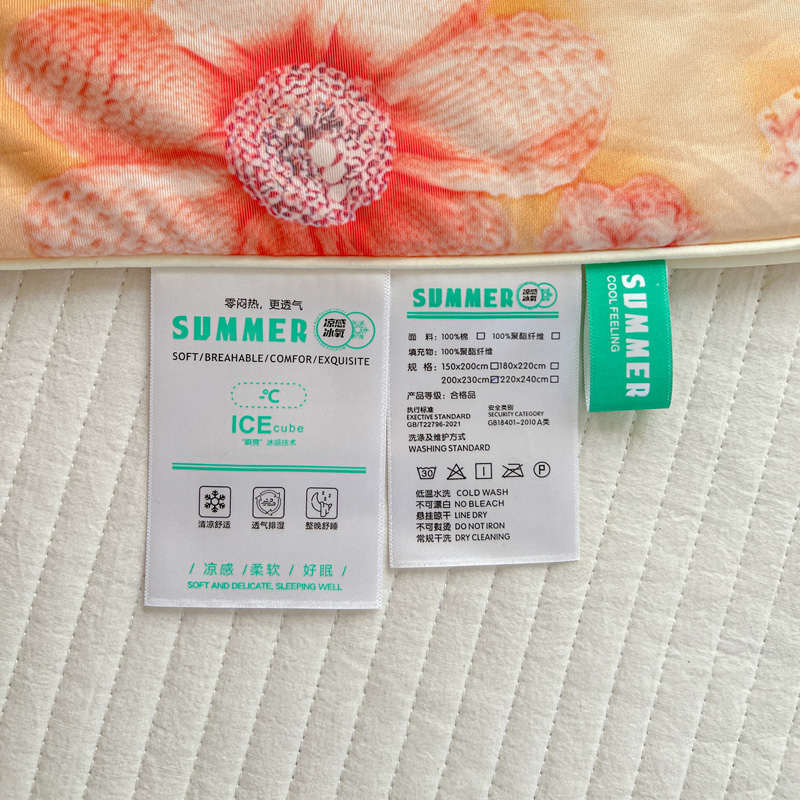 零闷热，更透气
SUMMER 凉感冰氧
SOFT/BREAHABLE/COMFOR/EXQUISITE
-℃
ICE cube
"瞬爽"冰感技术
清凉舒适 透气排湿 整晚舒睡
/ 凉感 / 柔软 / 好眠 /
SOFT AND DELICATE, SLEEPING WELL
SUMMER 凉感冰氧
面 料：100%棉 □ 100%聚酯纤维 □
填充物：100%聚酯纤维
规 格：150x200cm □ 180x220cm □
200x230cm ☑ 220x240cm □
产品等级：合格品
执行标准 安全类别
EXECTIVE STANDARD SECURITY CATEGORY
GB/T22796-2021 GB18401-2010 A类
洗涤及维护方式
WASHING STANDARD
30 P
低温水洗 COLD WASH
不可漂白 NO BLEACH
悬挂晾干 LINE DRY
不可熨烫 DO NOT IRON
常规干洗 DRY CLEANING
SUMMER
COOL FEELING